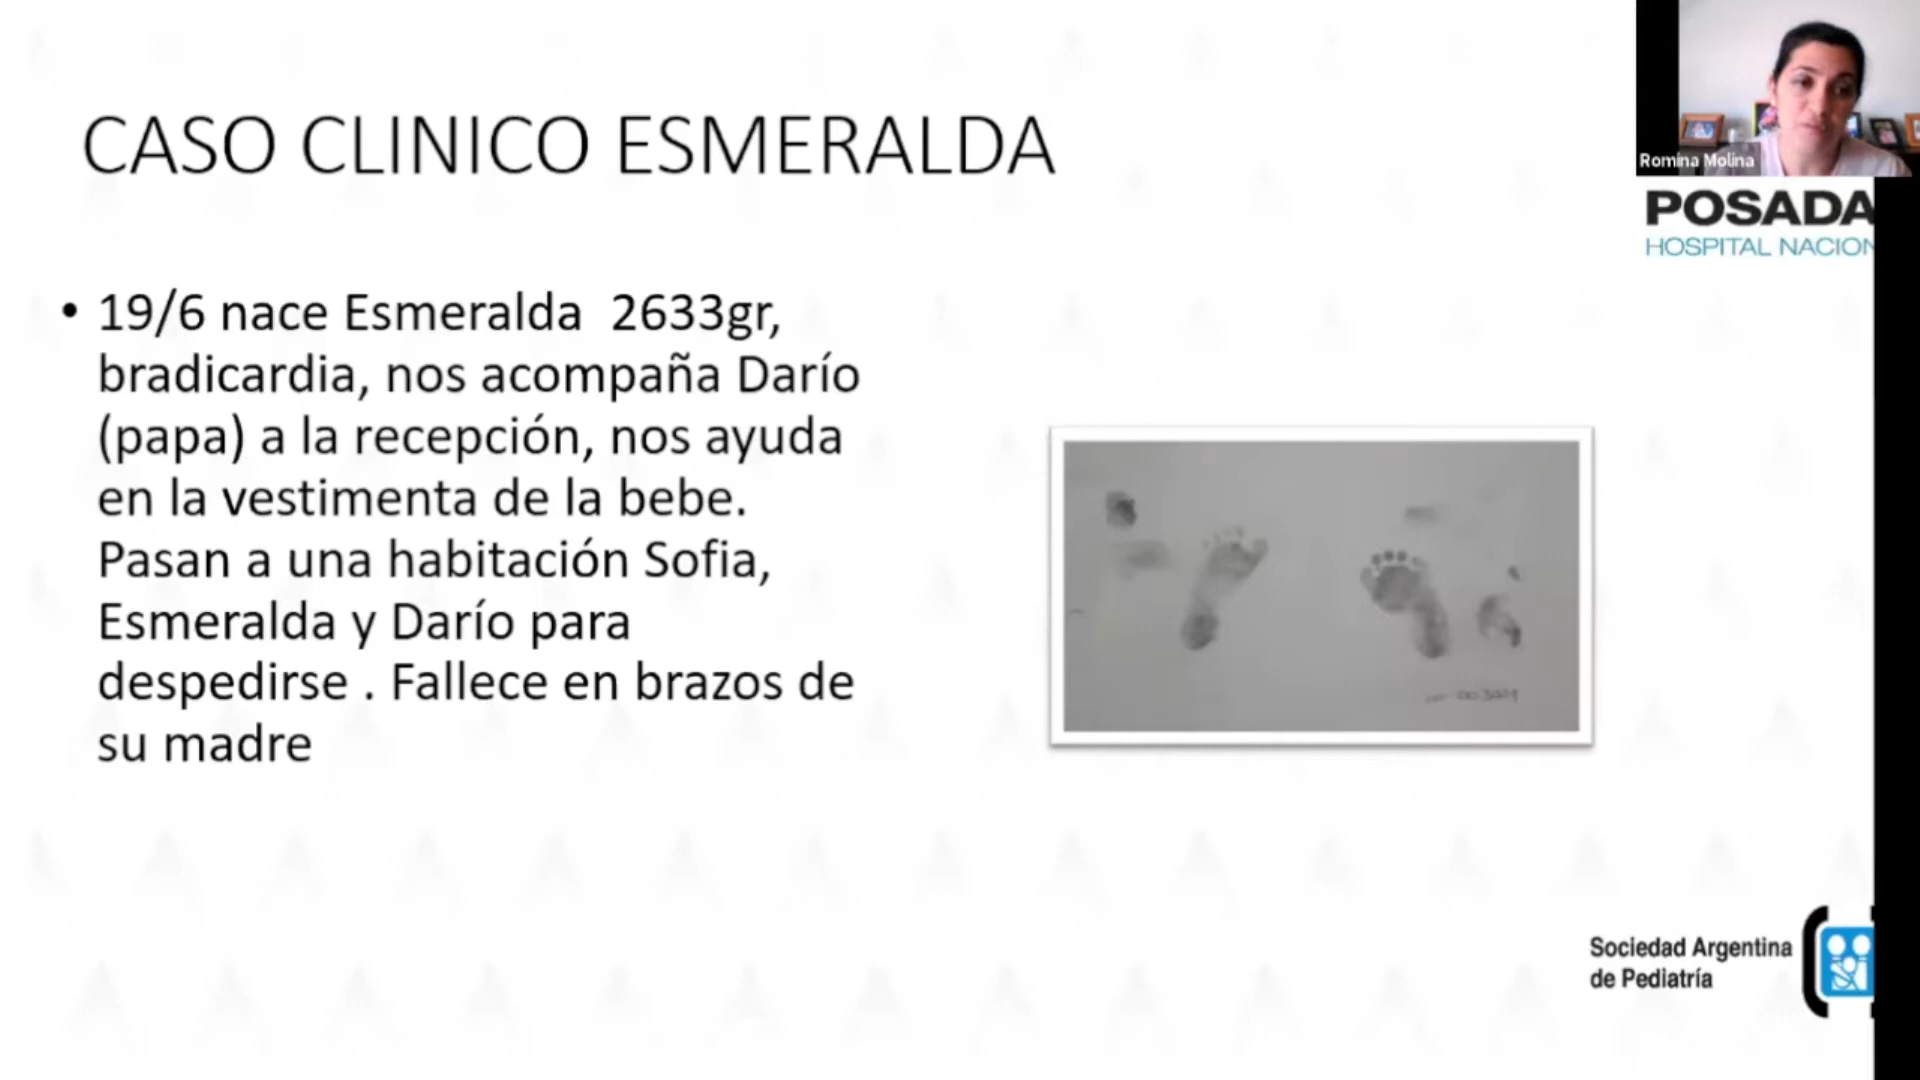 CASO CLINICO ESMERALDA
Romina Molina
POSADA
HOSPITAL NACION
• 19/6 nace Esmeralda 2633gr,
bradicardia, nos acompaña Darío
(papa) a la recepción, nos ayuda
en la vestimenta de la bebe.
Pasan a una habitación Sofia,
Esmeralda y Darío para
despedirse . Fallece en brazos de
su madre
Sociedad Argentina
de Pediatría